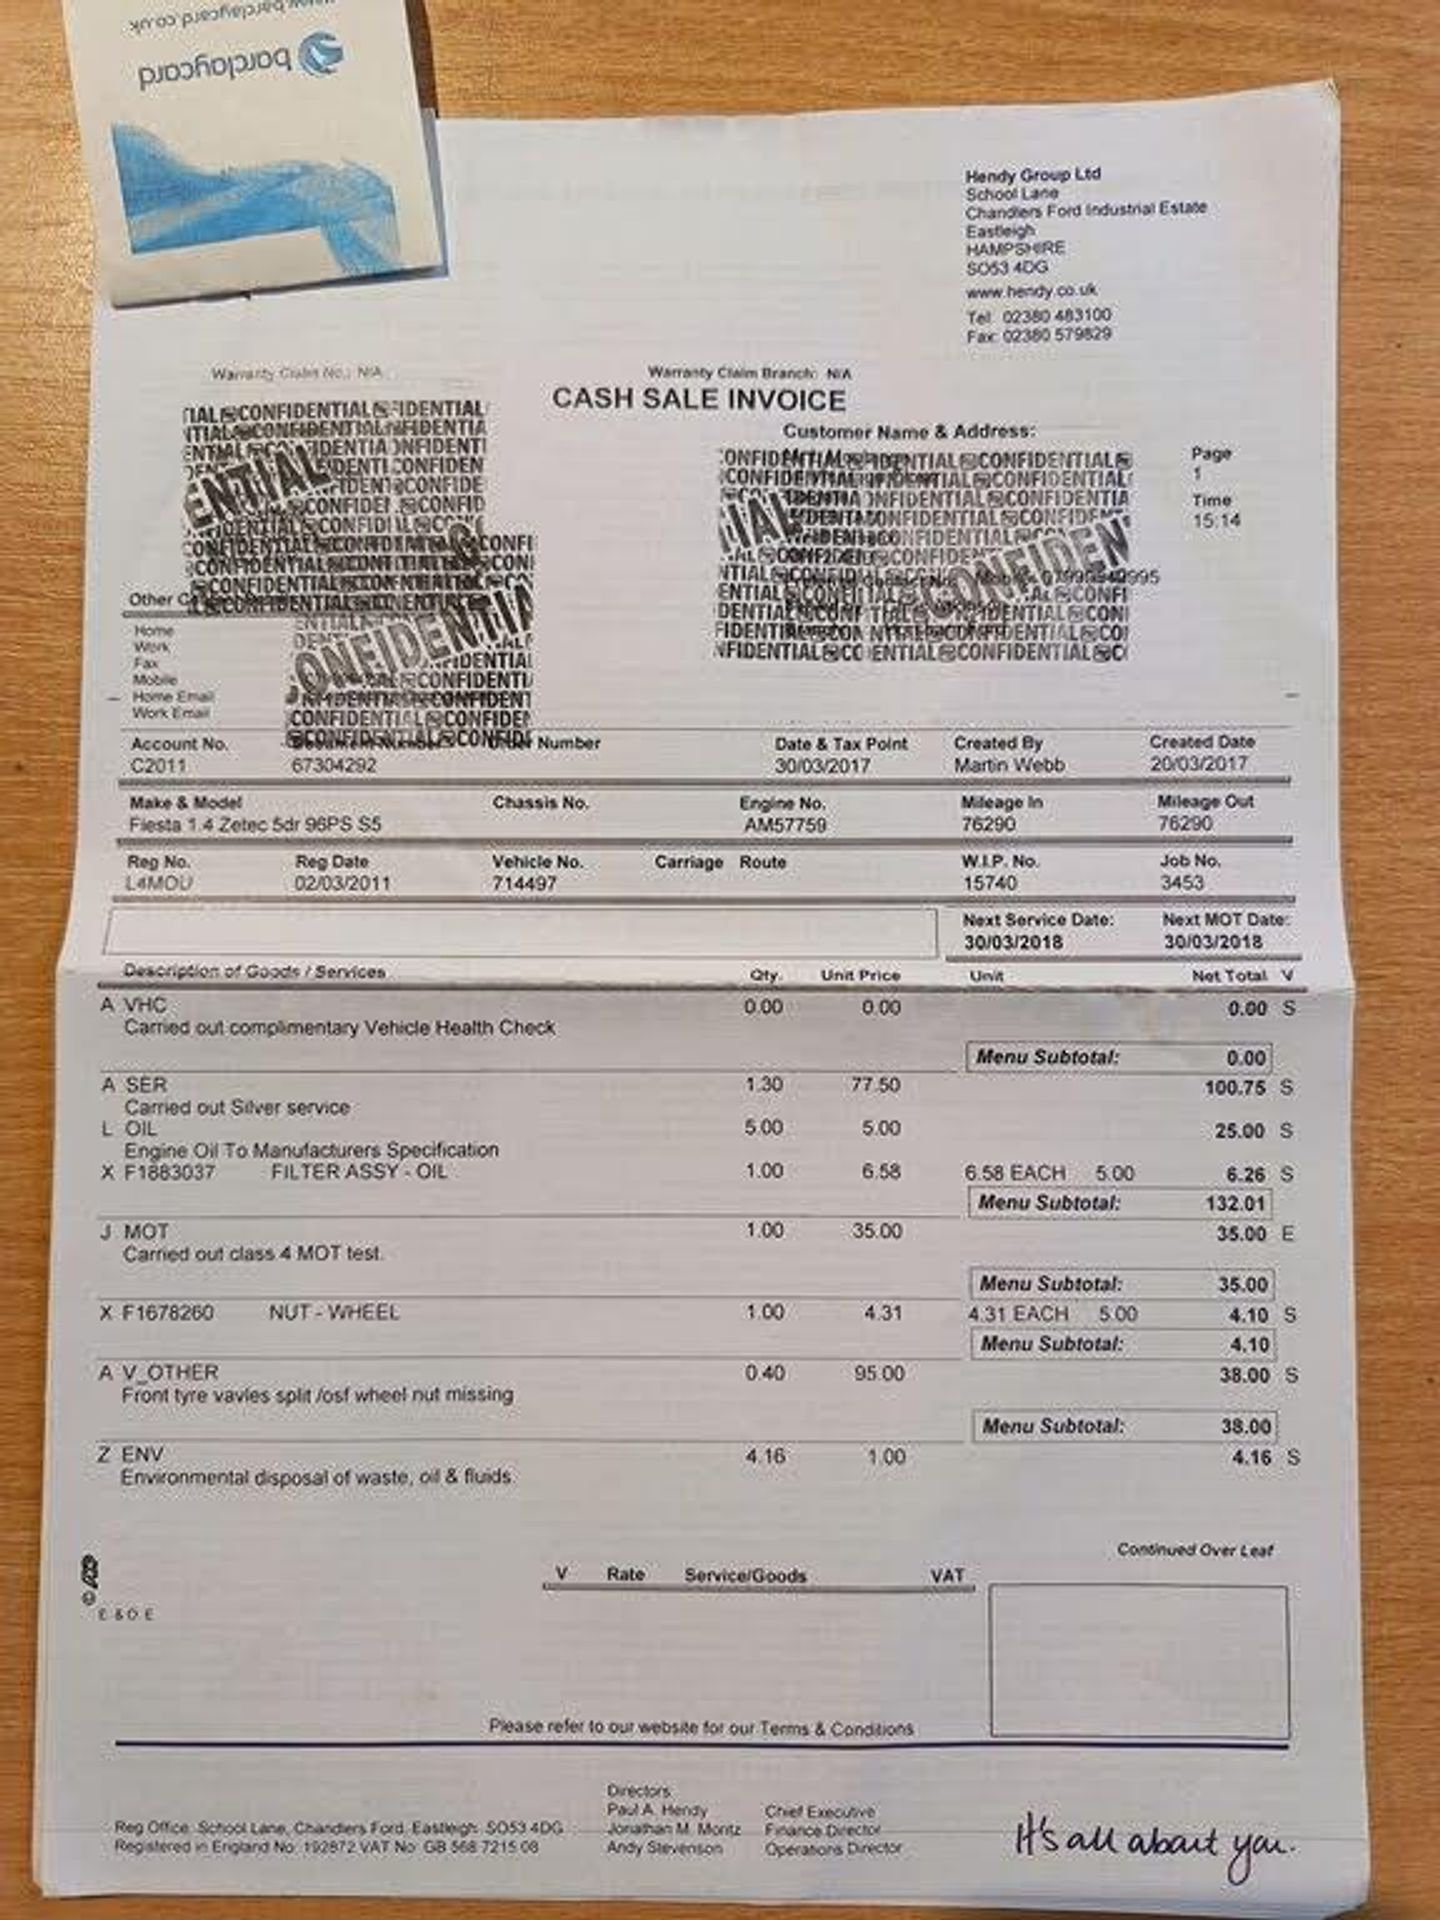 www.barclaycard.co.uk
barclaycard
Hendy Group Ltd
School Lane
Chandlers Ford Industrial Estate
Eastleigh
HAMPSHIRE
SO53 4DG
www.hendy.co.uk
Tel 02380 483100
Fax: 02380 579829
Warranty Claim No.: N/A
Warranty Claim Branch: N/A
CASH SALE INVOICE
Customer Name & Address:
CONFIDENTIAL
Page
1
Time
15:14
Other
Home
Work
Fax
Mobile
Home Email
Work Email
Account No. Document Number Order Number Date & Tax Point Created By Created Date
C2011 67304292 30/03/2017 Martin Webb 20/03/2017
Make & Model Chassis No. Engine No. Mileage In Mileage Out
Fiesta 1.4 Zetec 5dr 96PS S5 AM57759 76290 76290
Reg No. Reg Date Vehicle No. Carriage Route W.I.P. No. Job No.
L4MOU 02/03/2011 714497 15740 3453
Next Service Date: Next MOT Date:
30/03/2018 30/03/2018
Description of Goods / Services Qty. Unit Price Unit Net Total V
A VHC 0.00 0.00 0.00 S
Carried out complimentary Vehicle Health Check
Menu Subtotal: 0.00
A SER 1.30 77.50 100.75 S
Carried out Silver service
L OIL 5.00 5.00 25.00 S
Engine Oil To Manufacturers Specification
X F1883037 FILTER ASSY - OIL 1.00 6.58 6.58 EACH 5.00 6.26 S
Menu Subtotal: 132.01
J MOT 1.00 35.00 35.00 E
Carried out class 4 MOT test.
Menu Subtotal: 35.00
X F1678260 NUT - WHEEL 1.00 4.31 4.31 EACH 5.00 4.10 S
Menu Subtotal: 4.10
A V_OTHER 0.40 95.00 38.00 S
Front tyre vavles split /osf wheel nut missing
Menu Subtotal: 38.00
Z ENV 4.16 1.00 4.16 S
Environmental disposal of waste, oil & fluids.
Continued Over Leaf
V Rate Service/Goods VAT
E & O E
Please refer to our website for our Terms & Conditions
Directors
Paul A. Hendy Chief Executive
Reg Office: School Lane, Chandlers Ford, Eastleigh. SO53 4DG Jonathan M. Moritz Finance Director
Registered in England No: 192872 VAT No: GB 568 7215 08 Andy Stevenson Operations Director
It's all about you.